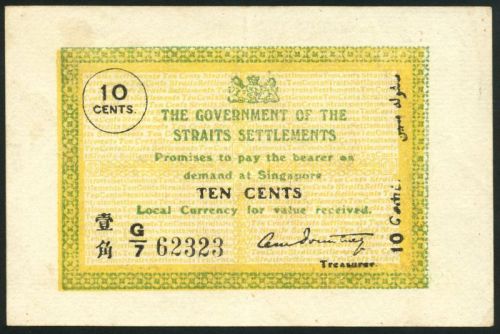 10
CENTS.
THE GOVERNMENT OF THE
STRAITS SETTLEMENTS
Promises to pay the bearer on
demand at Singapore
TEN CENTS
Local Currency for value received.
壹
角
G/7 62323
Treasurer.
10